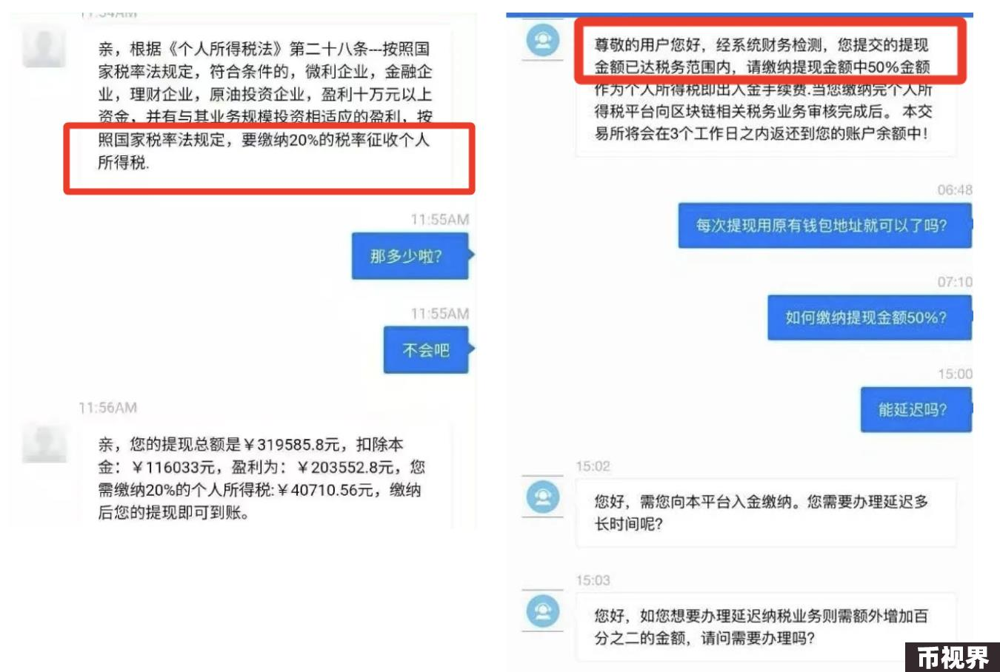 11:54AM
亲，根据《个人所得税法》第二十八条---按照国
家税率法规定，符合条件的，微利企业，金融企
业，理财企业，原油投资企业，盈利十万元以上
资金，并有与其业务规模投资相适应的盈利，按
照国家税率法规定，要缴纳20%的税率征收个人
所得税.
11:55AM
那多少啦？
11:55AM
不会吧
11:56AM
亲，您的提现总额是￥319585.8元，扣除本
金：￥116033元，盈利为：￥203552.8元，您
需缴纳20%的个人所得税:￥40710.56元，缴纳
后您的提现即可到账。
尊敬的用户您好，经系统财务检测，您提交的提现
金额已达税务范围内，请缴纳提现金额中50%金额
作为个人所得税即出入金手续费.当您缴纳完个人所
得税平台向区块链相关税务业务审核完成后。 本交
易所将会在3个工作日之内返还到您的账户余额中！
06:48
每次提现用原有钱包地址就可以了吗？
07:10
如何缴纳提现金额50%？
15:00
能延迟吗？
15:02
您好，需您向本平台入金缴纳。您需要办理延迟多
长时间呢？
15:03
您好，如您想要办理延迟纳税业务则需额外增加百
分之二的金额，请问需要办理吗？
币视界